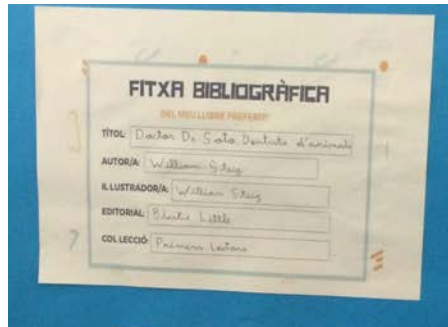 FITXA BIBLIOGRÀFICA
DEL MEU LLIBRE PREFERIT
TÍTOL: Doctor De Soto Dentista d'animals
AUTOR/A: William Steig
IL·LUSTRADOR/A: William Steig
EDITORIAL: Blackie Little
COL·LECCIÓ: Primers Lectors